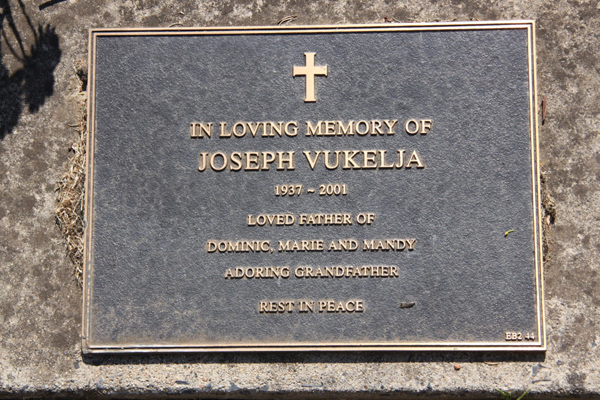 IN LOVING MEMORY OF
JOSEPH VUKELJA
1937 ~ 2001
LOVED FATHER OF
DOMINIC, MARIE AND MANDY
ADORING GRANDFATHER
REST IN PEACE
EB2 44